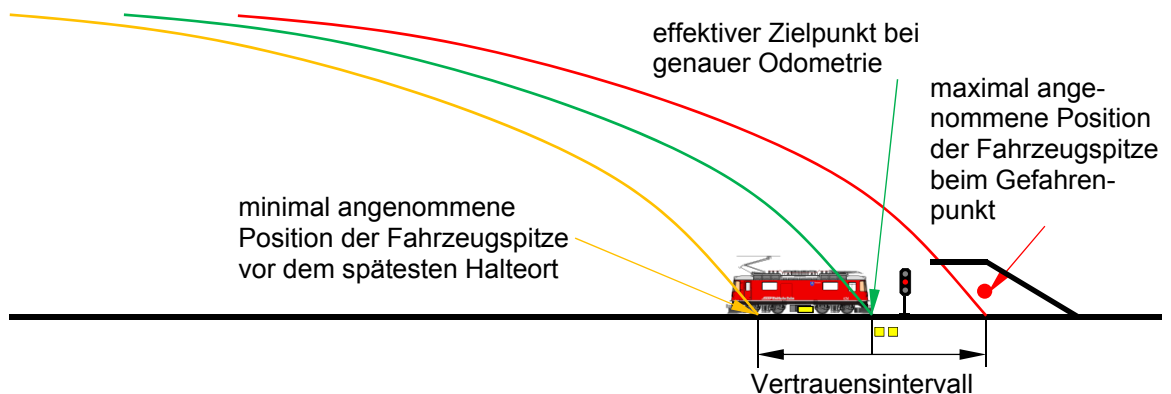 effektiver Zielpunkt bei
genauer Odometrie
maximal ange-
nommene Position
der Fahrzeugspitze
beim Gefahren-
punkt
minimal angenommene
Position der Fahrzeugspitze
vor dem spätesten Halteort
Vertrauensintervall